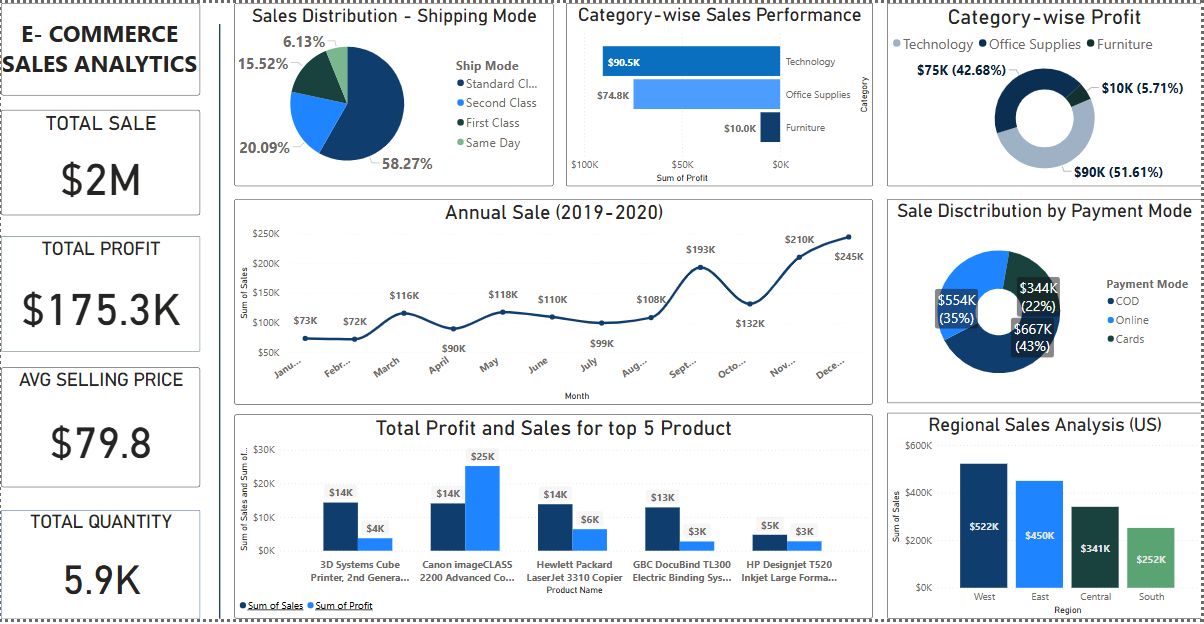 E- COMMERCE
SALES ANALYTICS
TOTAL SALE
$2M
TOTAL PROFIT
$175.3K
AVG SELLING PRICE
$79.8
TOTAL QUANTITY
5.9K
Sales Distribution - Shipping Mode
6.13%
15.52%
20.09%
58.27%
Ship Mode
Standard Cl...
Second Class
First Class
Same Day
Category-wise Sales Performance
$90.5K
Technology
$74.8K
Office Supplies
$10.0K
Furniture
$100K
$50K
$0K
Sum of Profit
Category
Category-wise Profit
Technology
Office Supplies
Furniture
$75K (42.68%)
$10K (5.71%)
$90K (51.61%)
Annual Sale (2019-2020)
Sum of Sales
$250K
$200K
$150K
$100K
$50K
$73K
$72K
$116K
$90K
$118K
$110K
$99K
$108K
$193K
$132K
$210K
$245K
Janu...
Febr...
March
April
May
June
July
Aug...
Sept...
Octo...
Nov...
Dece...
Month
Sale Disctribution by Payment Mode
$554K
(35%)
$344K
(22%)
$667K
(43%)
Payment Mode
COD
Online
Cards
Total Profit and Sales for top 5 Product
Sum of Sales and Sum of...
$30K
$20K
$10K
$0K
$14K
$4K
$14K
$25K
$14K
$6K
$13K
$3K
$5K
$3K
3D Systems Cube
Printer, 2nd Genera...
Canon imageCLASS
2200 Advanced Co...
Hewlett Packard
LaserJet 3310 Copier
GBC DocuBind TL300
Electric Binding Sys...
HP Designjet T520
Inkjet Large Forma...
Product Name
Sum of Sales
Sum of Profit
Regional Sales Analysis (US)
Sum of Sales
$600K
$400K
$200K
$0K
$522K
$450K
$341K
$252K
West
East
Central
South
Region